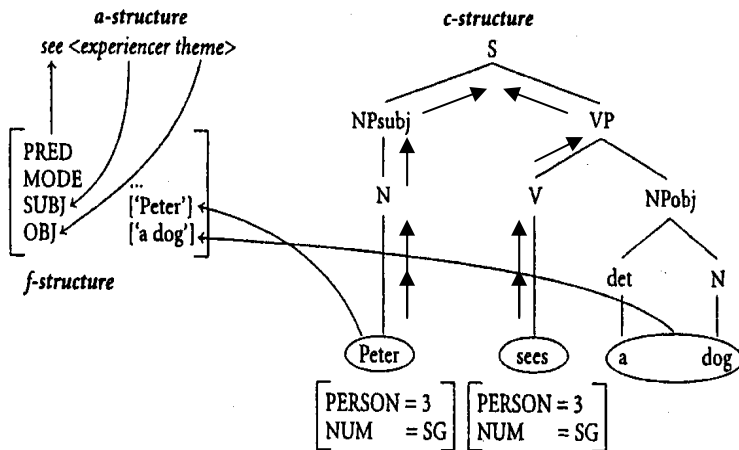 a-structure
see <experiencer theme>
PRED
MODE ...
SUBJ ['Peter']
OBJ ['a dog']
f-structure
c-structure
S
NPsubj VP
N V NPobj
det N
Peter sees a dog
[PERSON = 3 NUM = SG] [PERSON = 3 NUM = SG]